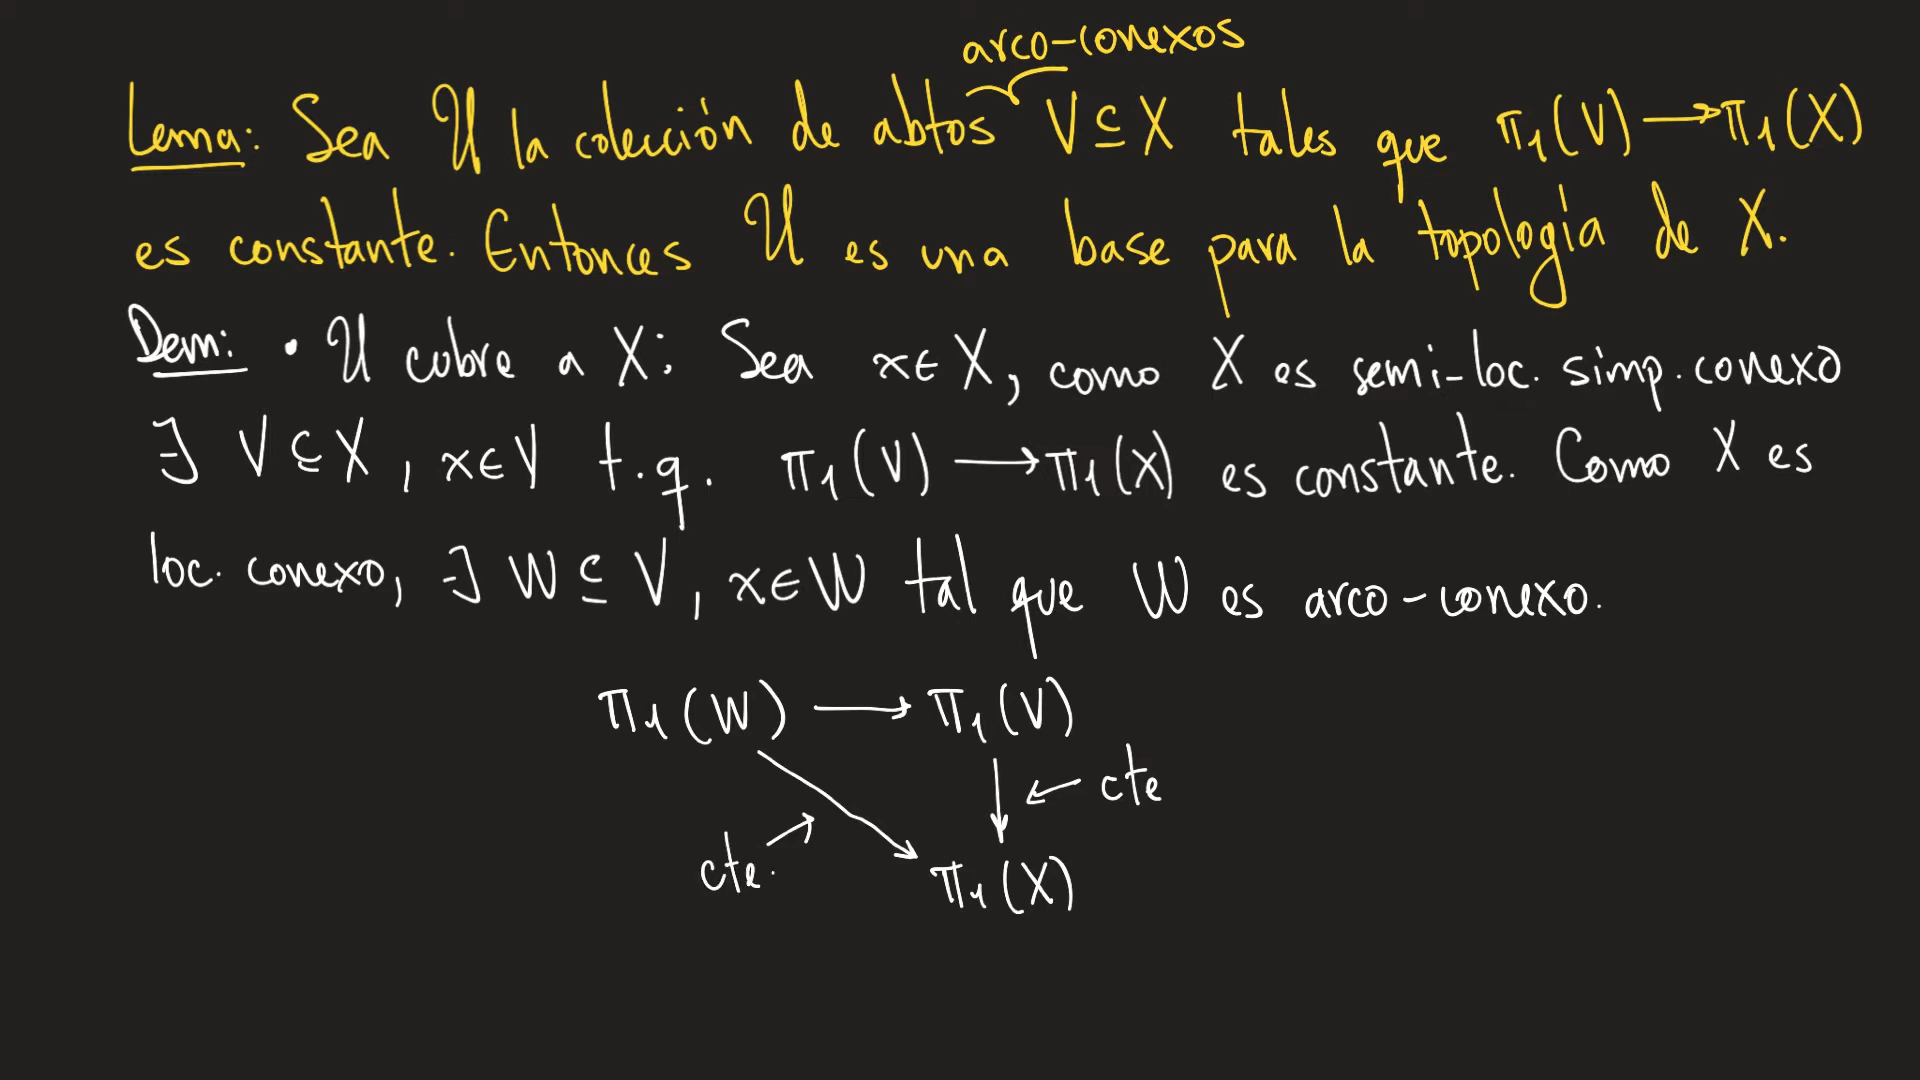 arco-conexos
Lema: Sea 𝒰 la colección de abtos V ⊆ X tales que π₁(V) ⟶ π₁(X)
es constante. Entonces 𝒰 es una base para la topología de X.
Dem: • 𝒰 cubre a X: Sea x ∈ X, como X es semi-loc. simp. conexo
∃ V ⊆ X, x ∈ V t.q. π₁(V) ⟶ π₁(X) es constante. Como X es
loc. conexo, ∃ W ⊆ V, x ∈ W tal que W es arco-conexo.
π₁(W) ⟶ π₁(V)
cte
cte.
π₁(X)